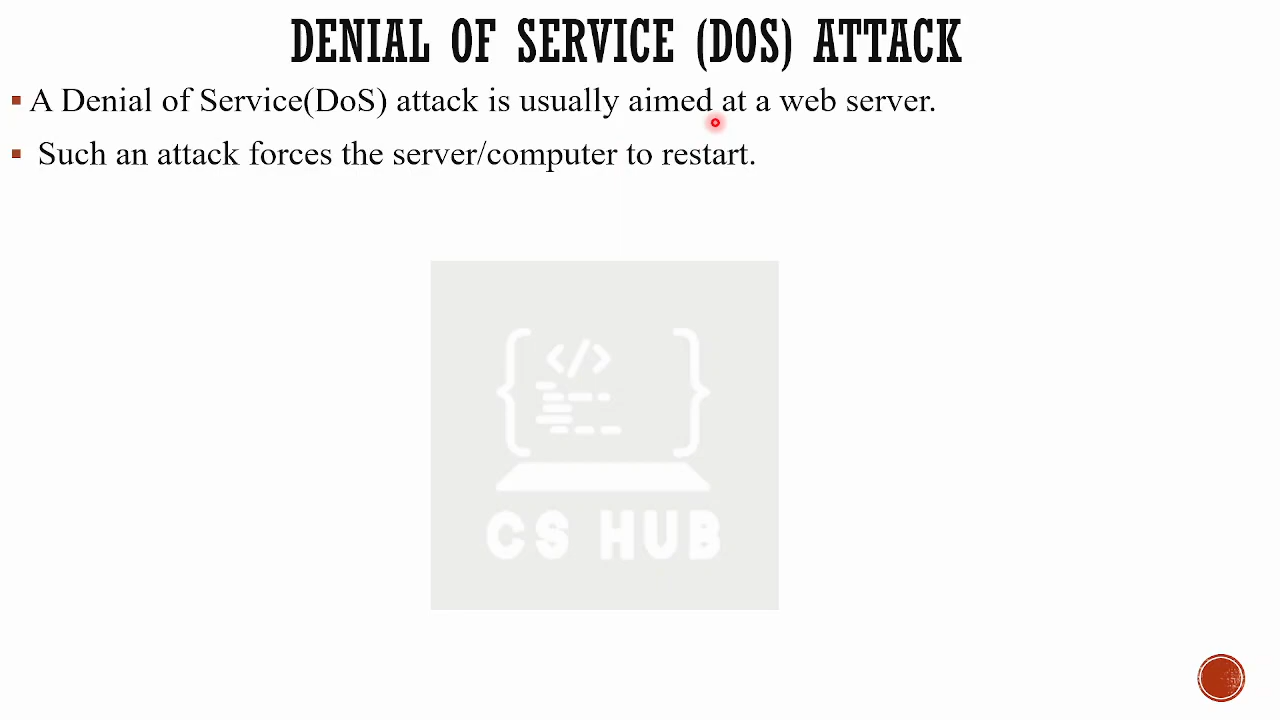 DENIAL OF SERVICE (DOS) ATTACK
A Denial of Service(DoS) attack is usually aimed at a web server.
Such an attack forces the server/computer to restart.
</>
CS HUB